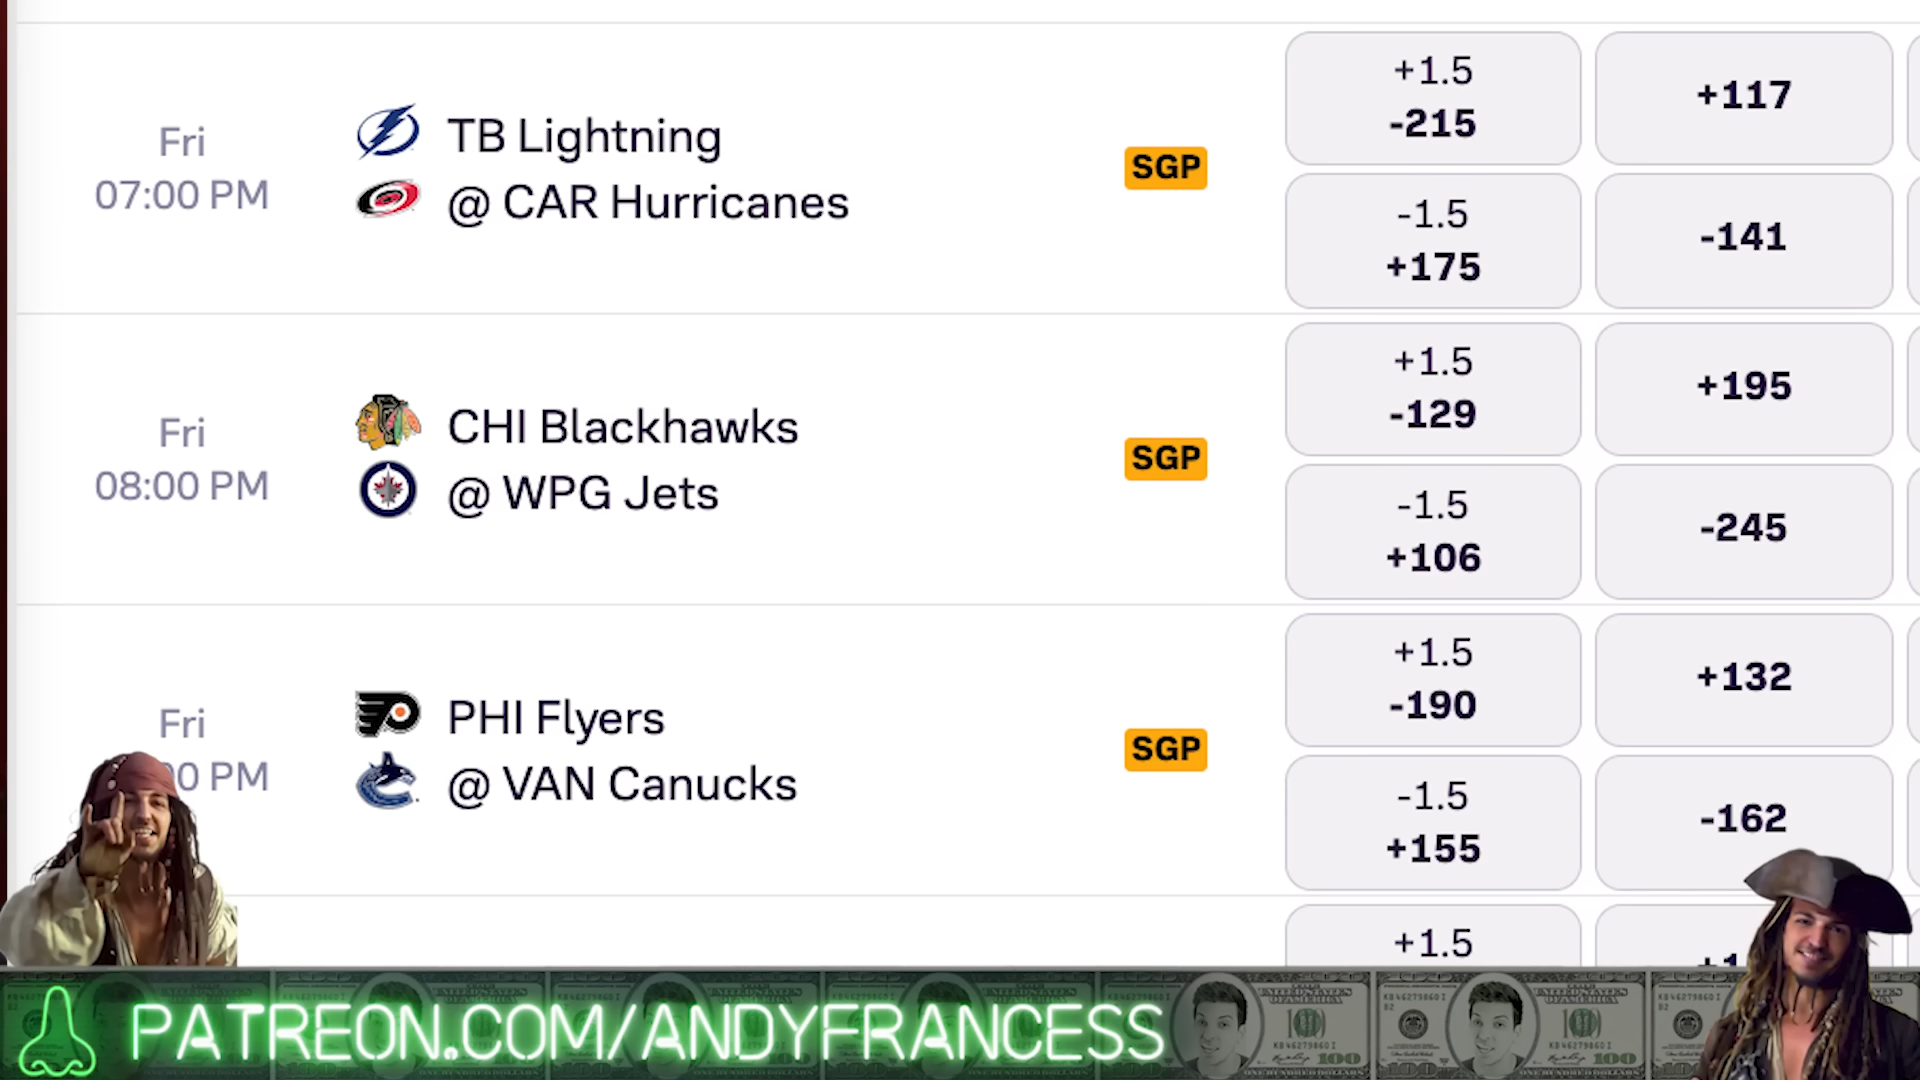 Fri
07:00 PM
TB Lightning
@ CAR Hurricanes
SGP
+1.5
-215
+117
-1.5
+175
-141
Fri
08:00 PM
CHI Blackhawks
@ WPG Jets
SGP
+1.5
-129
+195
-1.5
+106
-245
Fri
0 PM
PHI Flyers
@ VAN Canucks
SGP
+1.5
-190
+132
-1.5
+155
-162
+1.5
PATREON.COM/ANDYFRANCESS